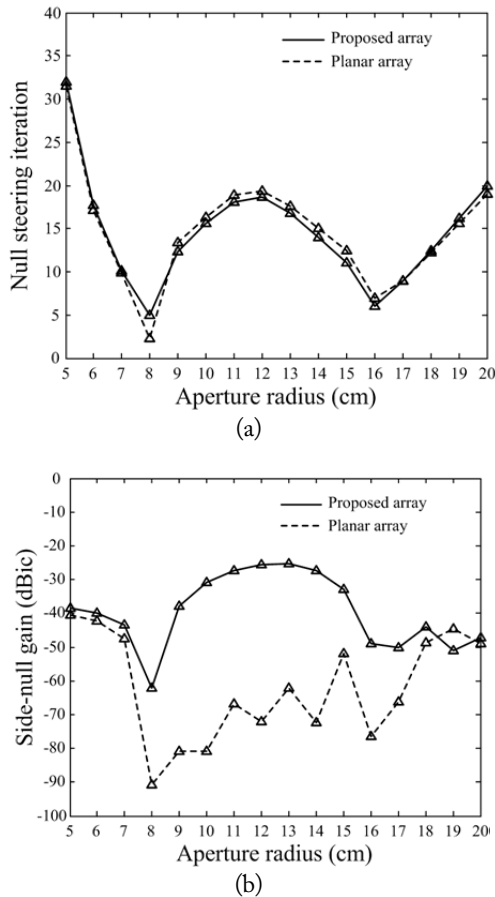 40
35
30
25
20
15
10
5
0
Null steering iteration
Proposed array
Planar array
5 6 7 8 9 10 11 12 13 14 15 16 17 18 19 20
Aperture radius (cm)
(a)
0
-10
-20
-30
-40
-50
-60
-70
-80
-90
-100
Side-null gain (dBic)
Proposed array
Planar array
5 6 7 8 9 10 11 12 13 14 15 16 17 18 19 20
Aperture radius (cm)
(b)